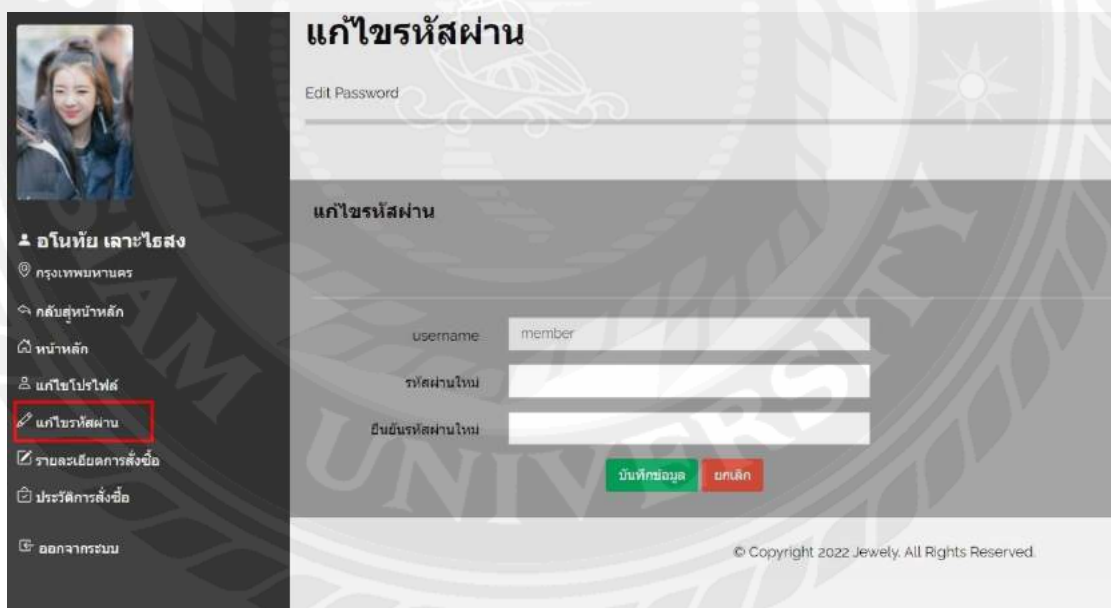 แก้ไขรหัสผ่าน
Edit Password
แก้ไขรหัสผ่าน
อโนทัย เลาะไธสง
กรุงเทพมหานคร
กลับสู่หน้าหลัก
หน้าหลัก
แก้ไขโปรไฟล์
แก้ไขรหัสผ่าน
รายละเอียดการสั่งซื้อ
ประวัติการสั่งซื้อ
ออกจากระบบ
username member
รหัสผ่านใหม่
ยืนยันรหัสผ่านใหม่
บันทึกข้อมูล ยกเลิก
© Copyright 2022 Jewely. All Rights Reserved.
SIAM UNIVERSITY